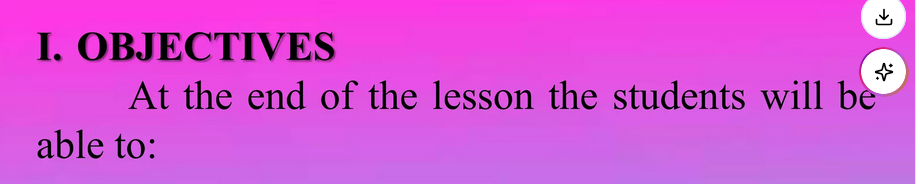 I. OBJECTIVES
At the end of the lesson the students will be
able to: